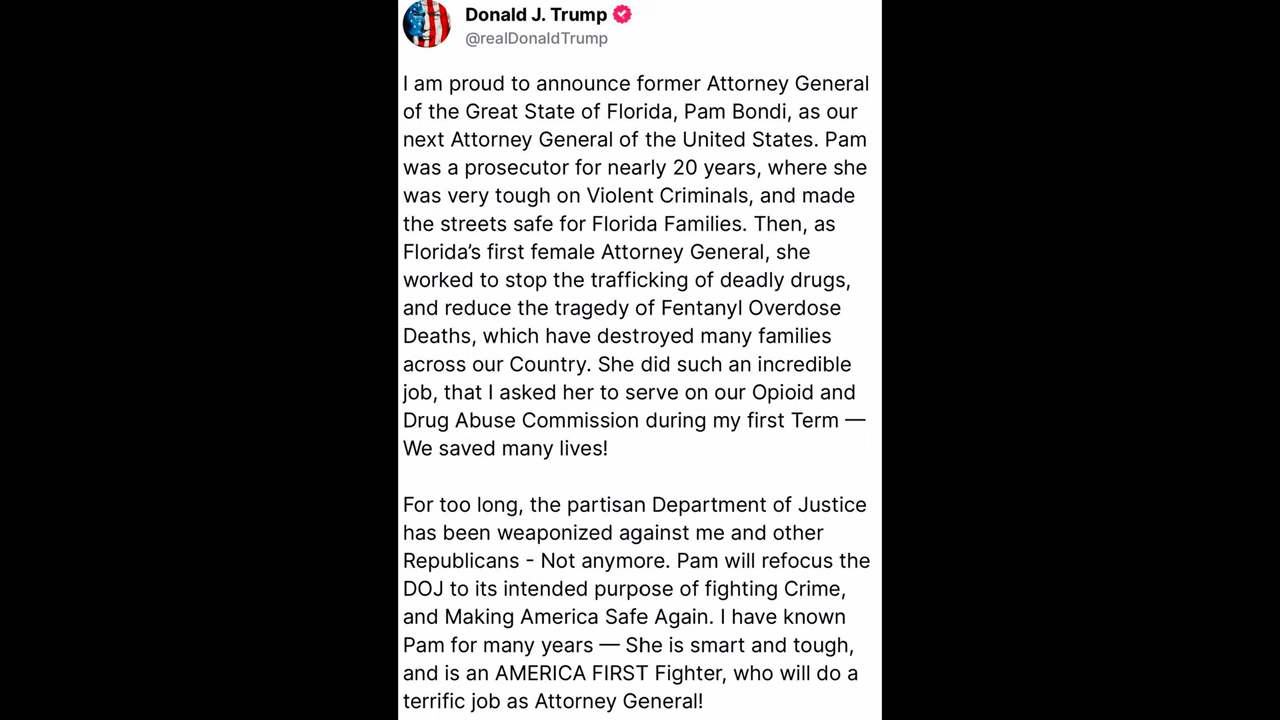 Donald J. Trump
@realDonaldTrump
I am proud to announce former Attorney General
of the Great State of Florida, Pam Bondi, as our
next Attorney General of the United States. Pam
was a prosecutor for nearly 20 years, where she
was very tough on Violent Criminals, and made
the streets safe for Florida Families. Then, as
Florida’s first female Attorney General, she
worked to stop the trafficking of deadly drugs,
and reduce the tragedy of Fentanyl Overdose
Deaths, which have destroyed many families
across our Country. She did such an incredible
job, that I asked her to serve on our Opioid and
Drug Abuse Commission during my first Term —
We saved many lives!
For too long, the partisan Department of Justice
has been weaponized against me and other
Republicans - Not anymore. Pam will refocus the
DOJ to its intended purpose of fighting Crime,
and Making America Safe Again. I have known
Pam for many years — She is smart and tough,
and is an AMERICA FIRST Fighter, who will do a
terrific job as Attorney General!